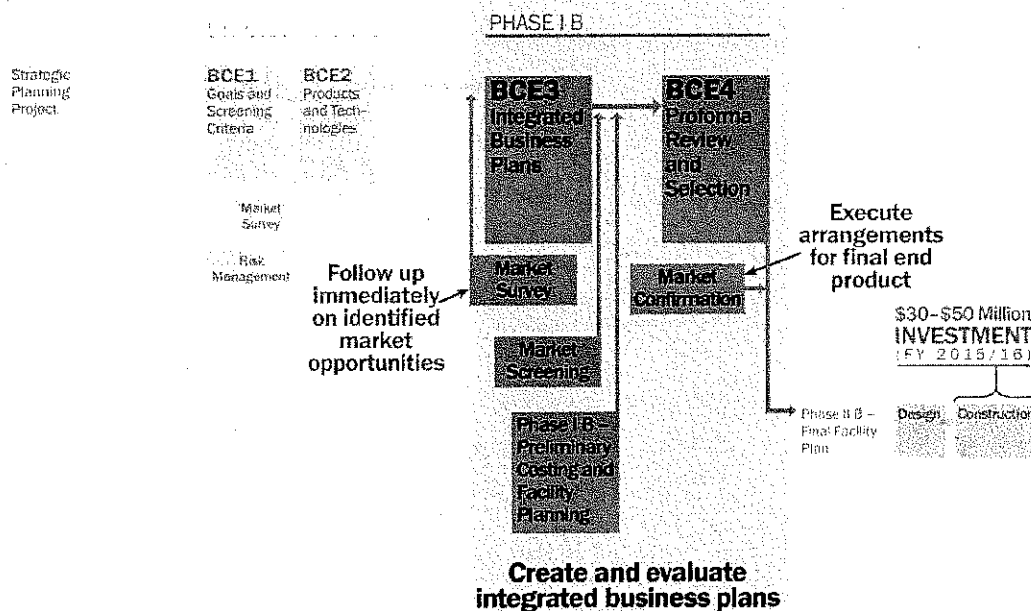 PHASE I B
Strategic
Planning
Project
BCE1
Goals and
Screening
Criteria
BCE2
Products
and Tech-
nologies
BCE3
Integrated
Business
Plans
BCE4
Proforma
Review
and
Selection
Market
Survey
Risk
Management
Follow up
immediately
on identified
market
opportunities
Market
Survey
Market
Confirmation
Execute
arrangements
for final end
product
Market
Screening
Phase I B –
Preliminary
Costing and
Facility
Planning
$30–$50 Million
INVESTMENT
(FY 2015/16)
Phase II B –
Final Facility
Plan
Design
Construction
Create and evaluate
integrated business plans